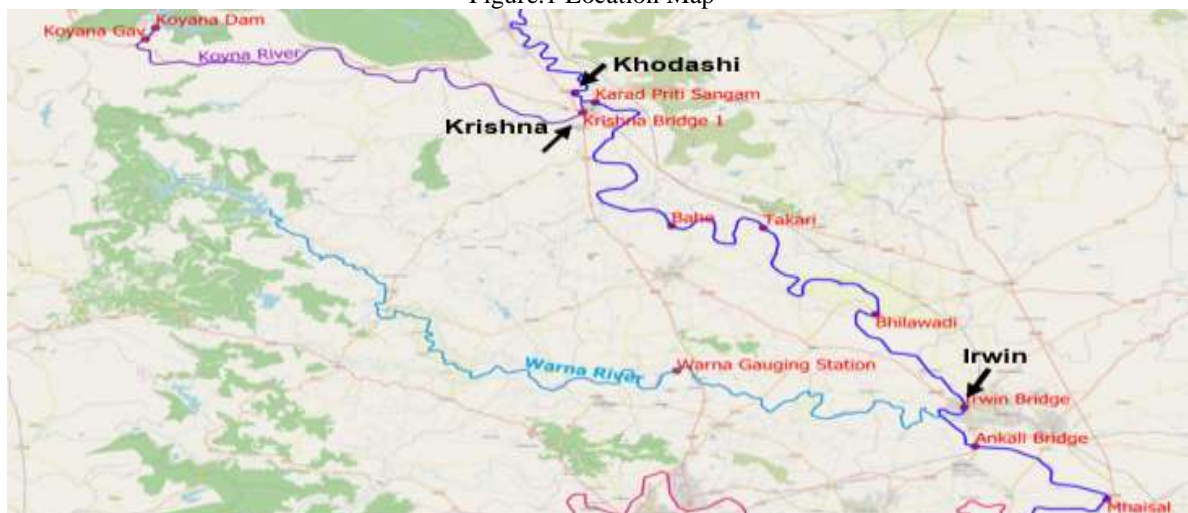 Figure.1 Location Map
Koyana Dam
Koyana Gav
Koyna River
Khodashi
Karad Priti Sangam
Krishna
Krishna Bridge 1
Bahe
Takari
Bhilawadi
Warna River
Warna Gauging Station
Irwin
Irwin Bridge
Ankali Bridge
Mhaisal